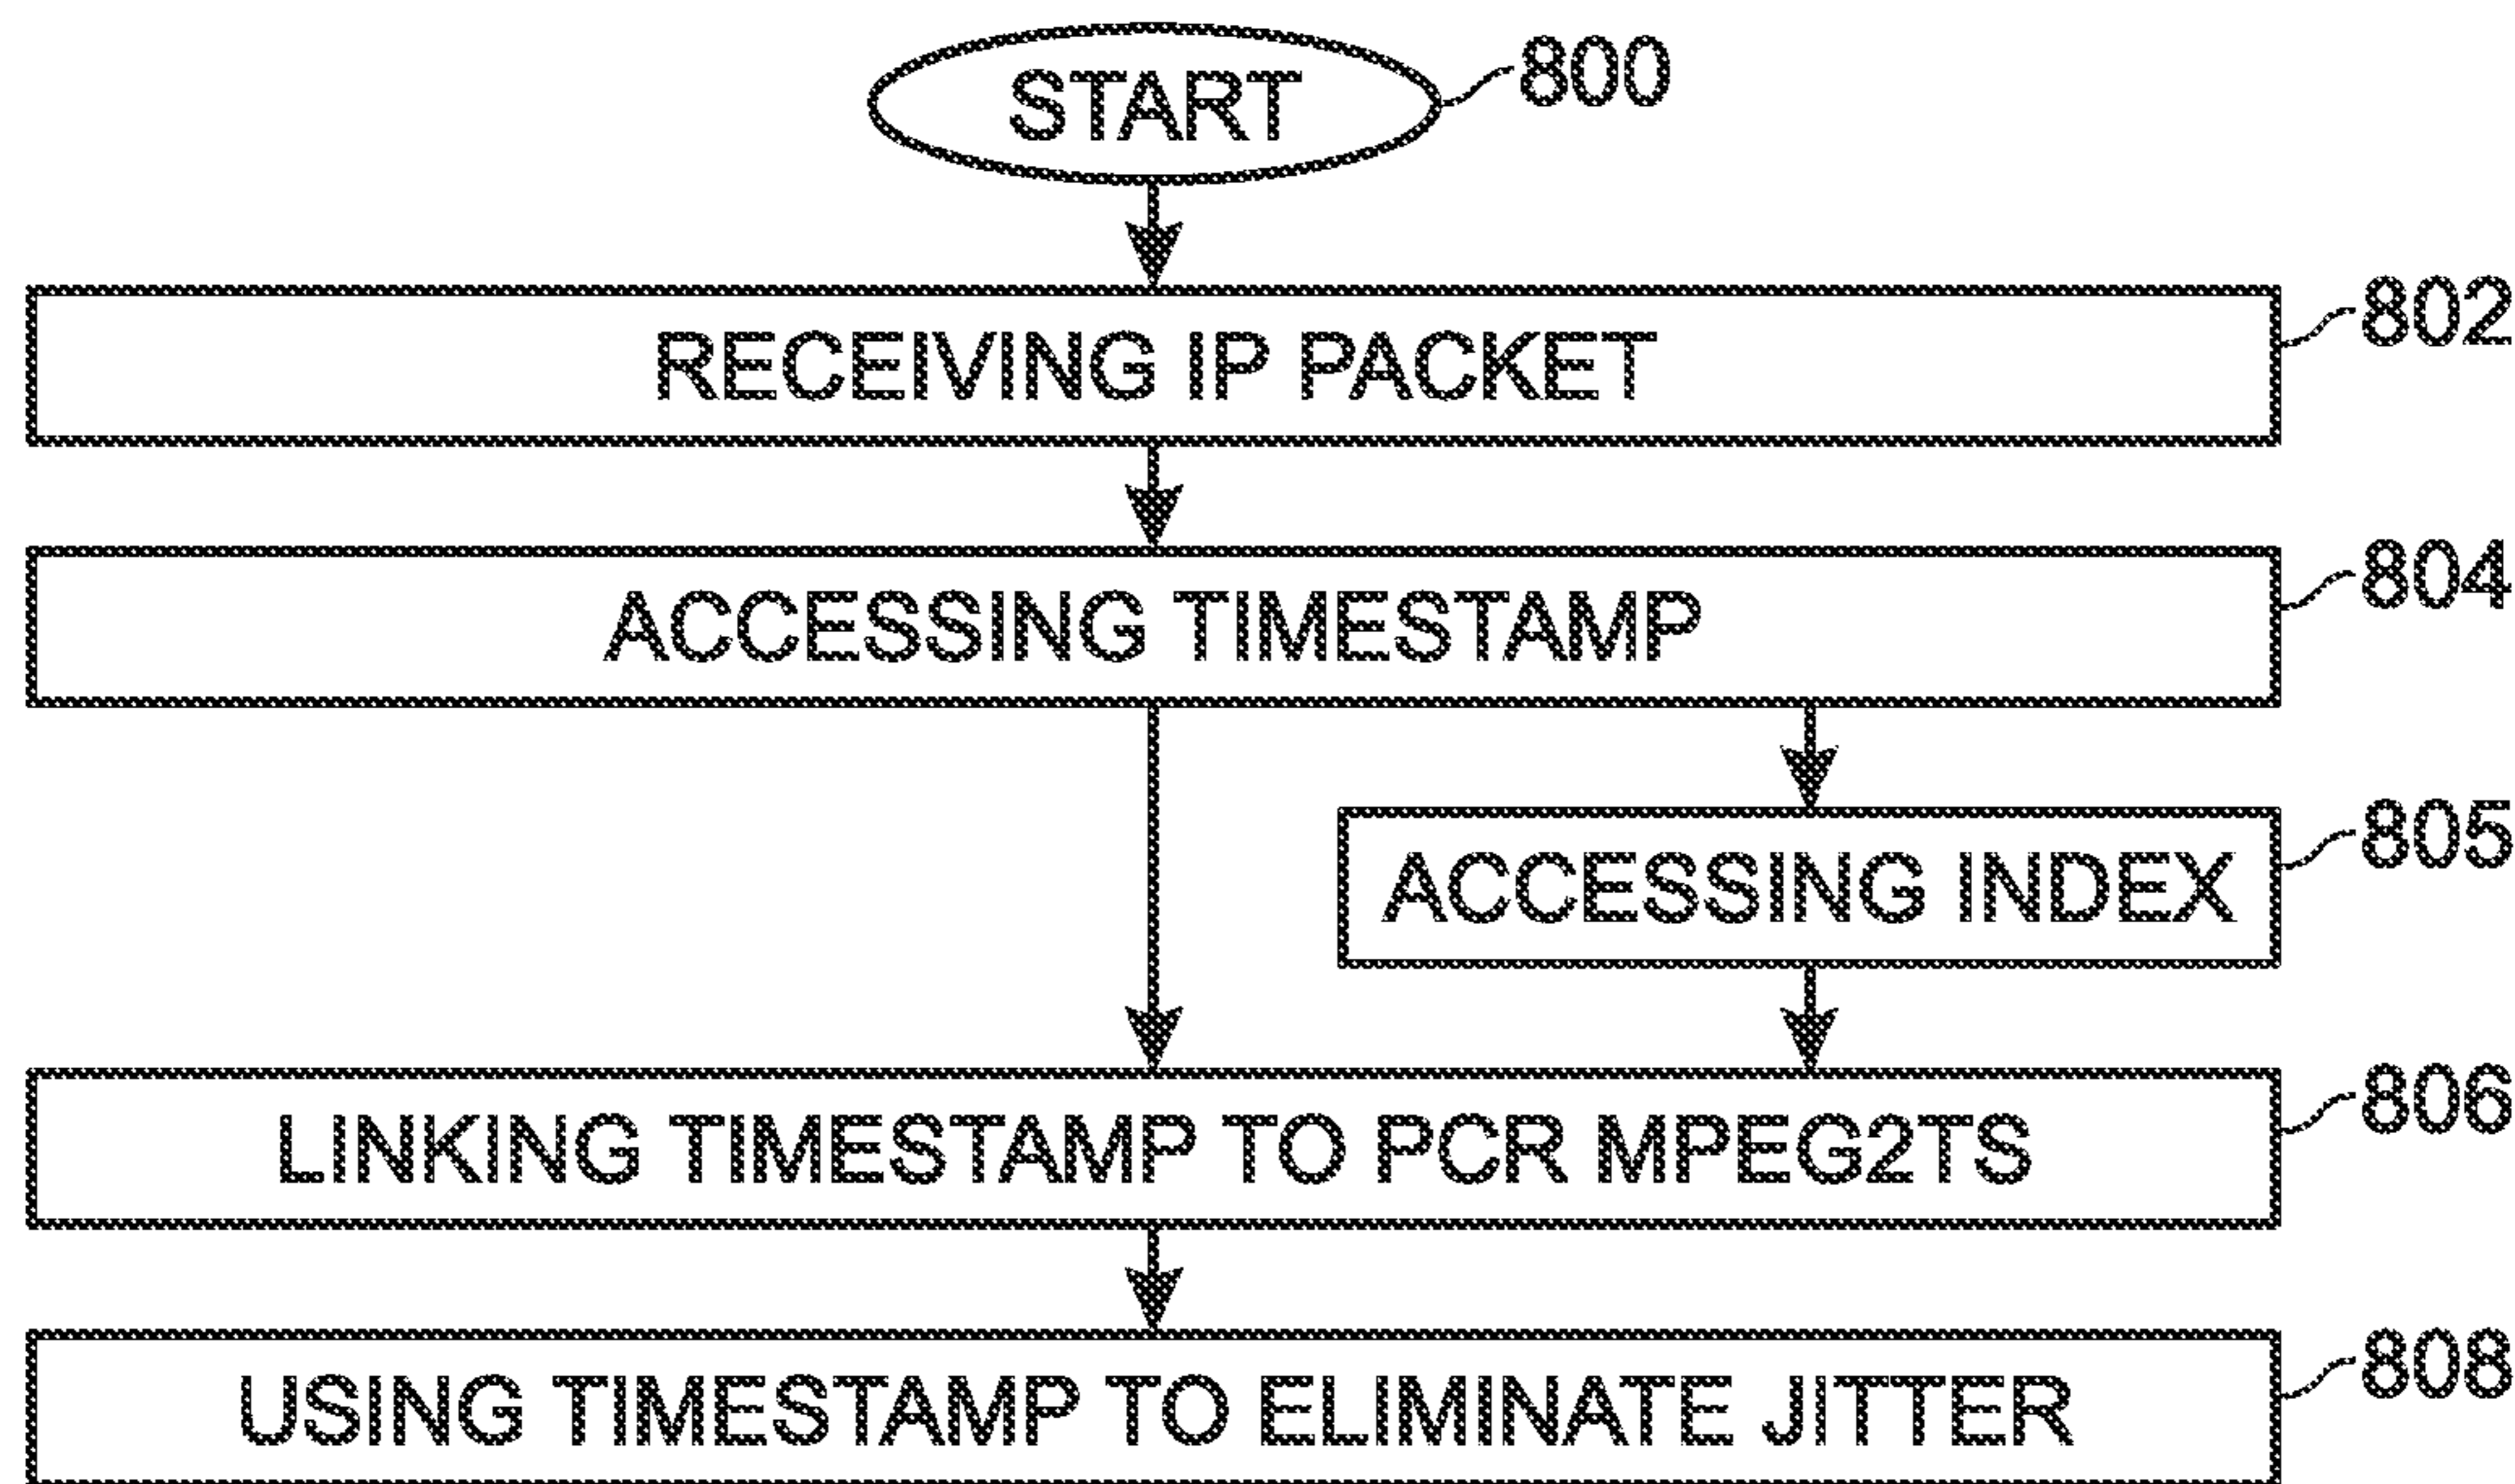 START
800
RECEIVING IP PACKET
802
ACCESSING TIMESTAMP
804
ACCESSING INDEX
805
LINKING TIMESTAMP TO PCR MPEG2TS
806
USING TIMESTAMP TO ELIMINATE JITTER
808